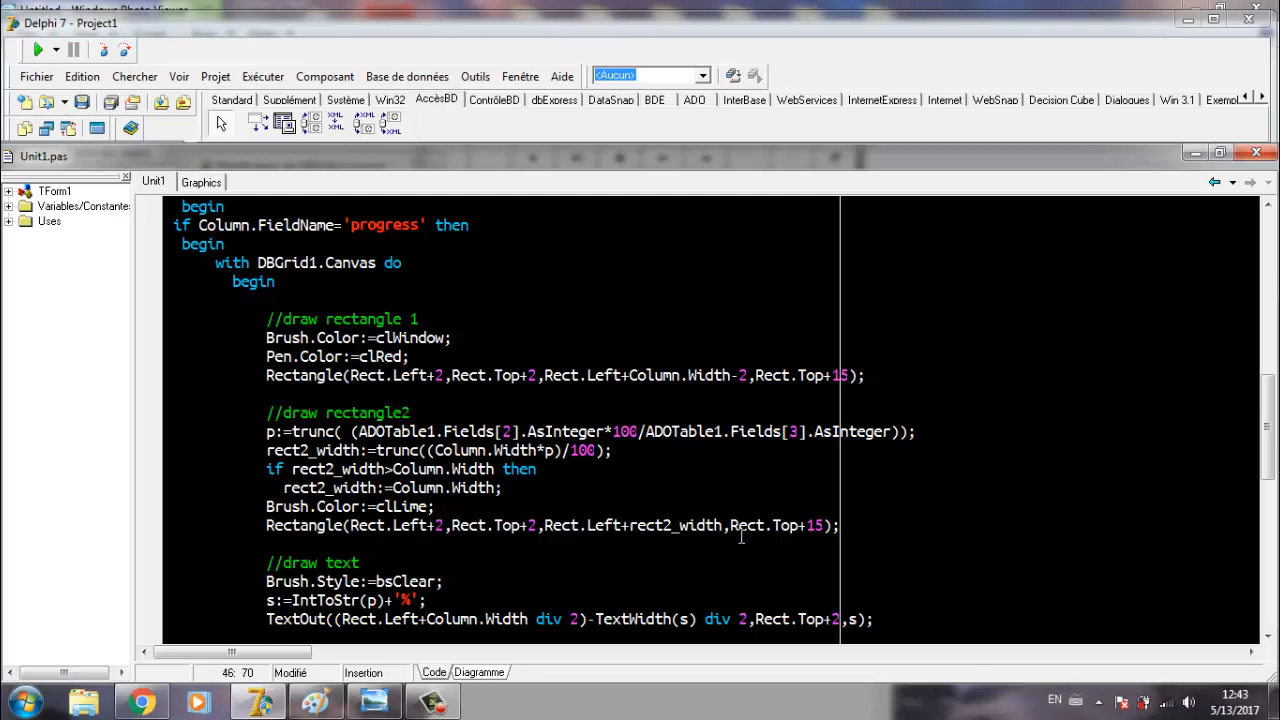 Untitled - Windows Photo Viewer
Delphi 7 - Project1
Fichier Edition Chercher Voir Projet Exécuter Composant Base de données Outils Fenêtre Aide <Aucun>
Standard Supplément Système Win32 AccèsBD ContrôleBD dbExpress DataSnap BDE ADO InterBase WebServices InternetExpress Internet WebSnap Decision Cube Dialogues Win 3.1 Exempl
Unit1.pas
Unit1 Graphics
TForm1
Variables/Constante:
Uses
begin
if Column.FieldName='progress' then
begin
with DBGrid1.Canvas do
begin
//draw rectangle 1
Brush.Color:=clWindow;
Pen.Color:=clRed;
Rectangle(Rect.Left+2,Rect.Top+2,Rect.Left+Column.Width-2,Rect.Top+15);
//draw rectangle2
p:=trunc( (ADOTable1.Fields[2].AsInteger*100/ADOTable1.Fields[3].AsInteger));
rect2_width:=trunc((Column.Width*p)/100);
if rect2_width>Column.Width then
rect2_width:=Column.Width;
Brush.Color:=clLime;
Rectangle(Rect.Left+2,Rect.Top+2,Rect.Left+rect2_width,Rect.Top+15);
//draw text
Brush.Style:=bsClear;
s:=IntToStr(p)+'%';
TextOut((Rect.Left+Column.Width div 2)-TextWidth(s) div 2,Rect.Top+2,s);
46: 70 Modifié Insertion Code Diagramme
EN 12:43
5/13/2017